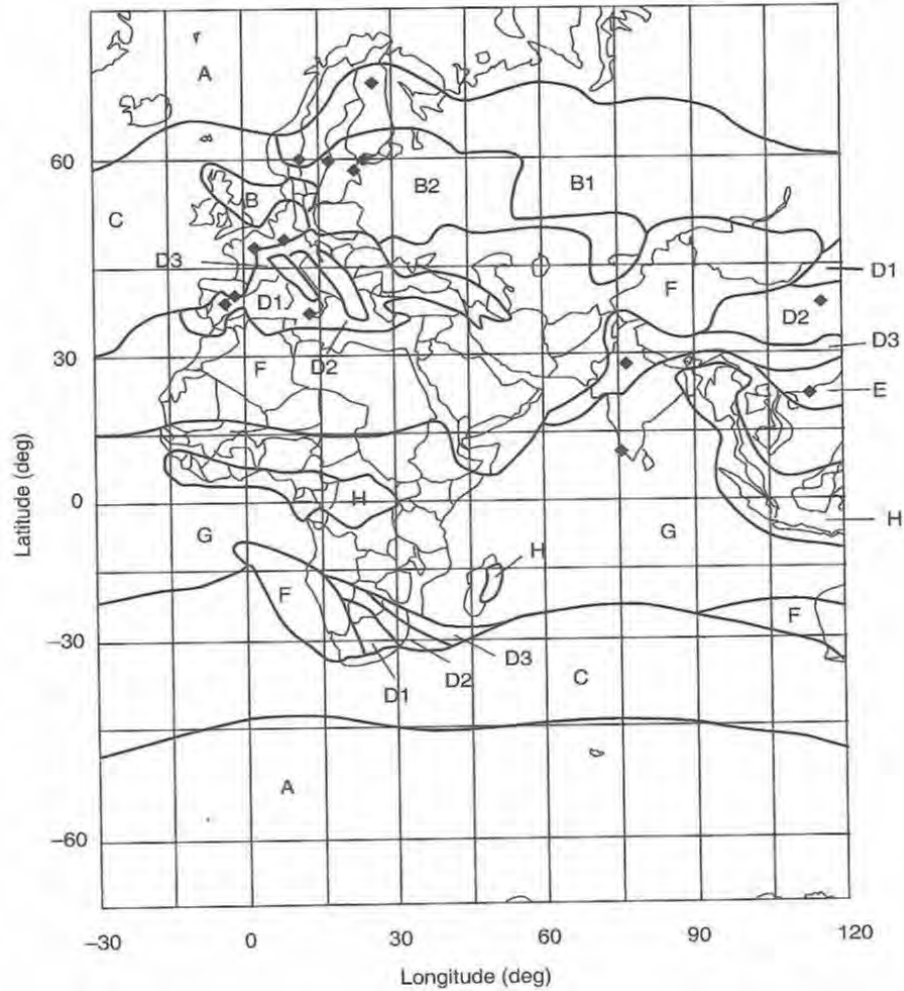 A
60
B2
B1
B
C
D3
D1
F
D1
D2
D3
30
F
D2
E
0
H
G
G
H
H
F
F
–30
D3
D1
D2
C
A
–60
–30 0 30 60 90 120
Longitude (deg)
Latitude (deg)